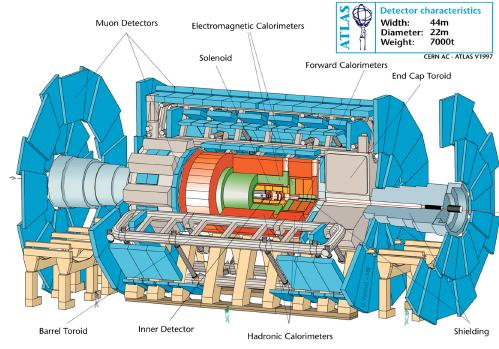 ATLAS
Detector characteristics
Width: 44m
Diameter: 22m
Weight: 7000t
CERN AC - ATLAS V1997
Muon Detectors
Electromagnetic Calorimeters
Solenoid
Forward Calorimeters
End Cap Toroid
Barrel Toroid
Inner Detector
Hadronic Calorimeters
Shielding